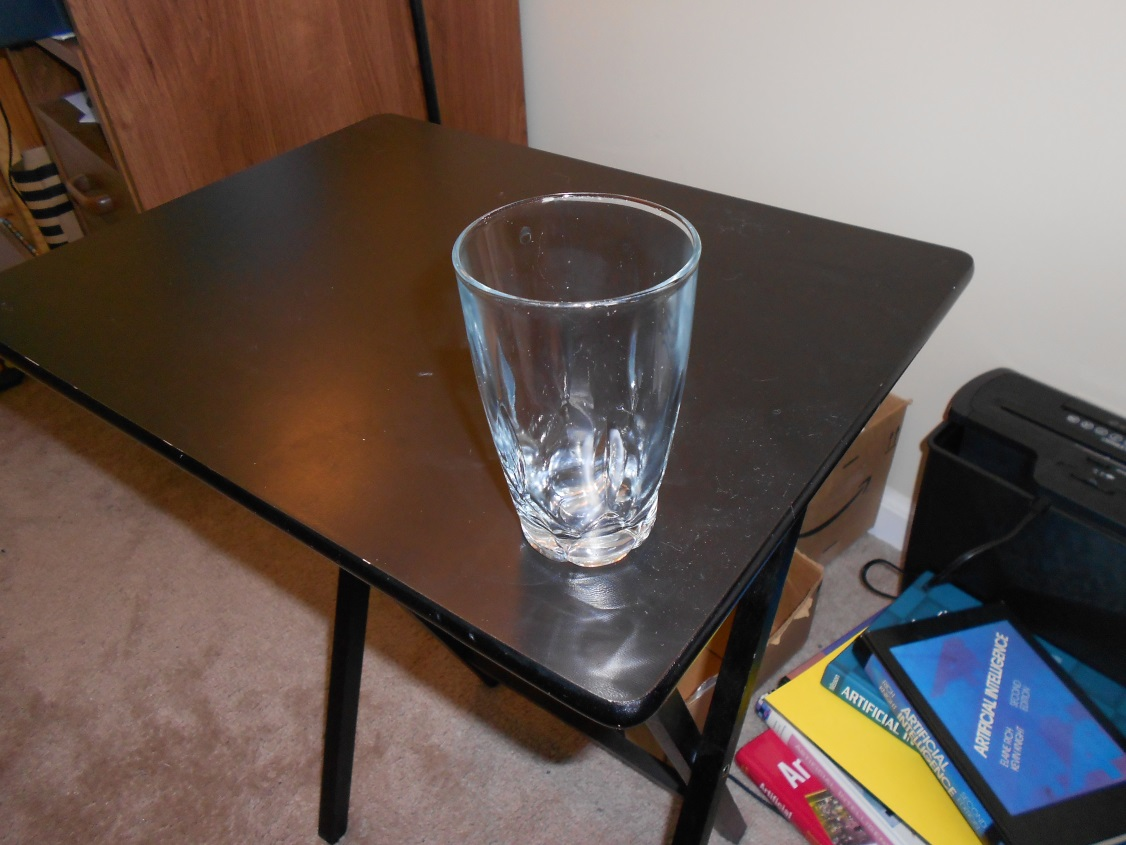 ARTIFICIAL INTELLIGENCE
SECOND
EDITION
ELAINE RICH
KEVIN KNIGHT
ARTIFICIAL
INTELLIGENCE
ARTIFICIAL
Ar
Artificial